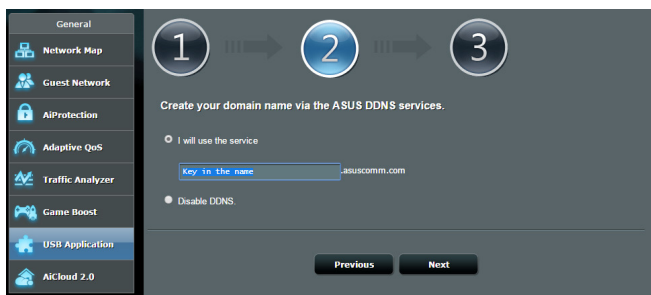 General
Network Map
Guest Network
AiProtection
Adaptive QoS
Traffic Analyzer
Game Boost
USB Application
AiCloud 2.0
1
2
3
Create your domain name via the ASUS DDNS services.
I will use the service
Key in the name .asuscomm.com
Disable DDNS.
Previous Next